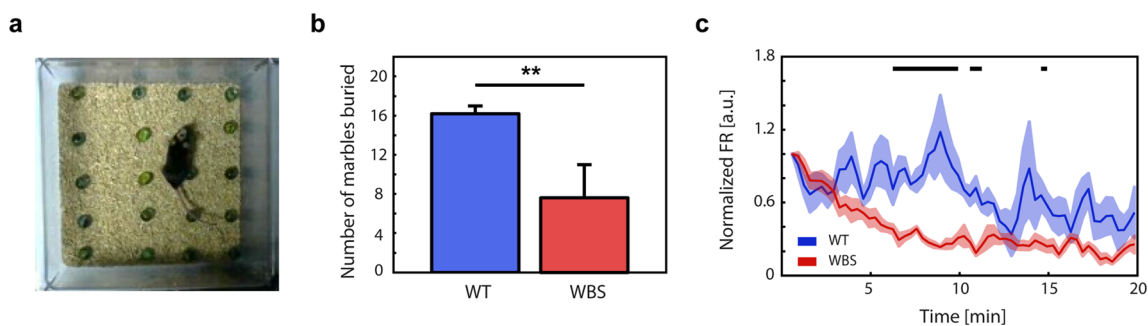 a
b
c
Number of marbles buried
20
16
12
8
4
0
**
WT
WBS
Normalized FR [a.u.]
1.8
1.2
0.6
0
WT
WBS
5
10
15
20
Time [min]